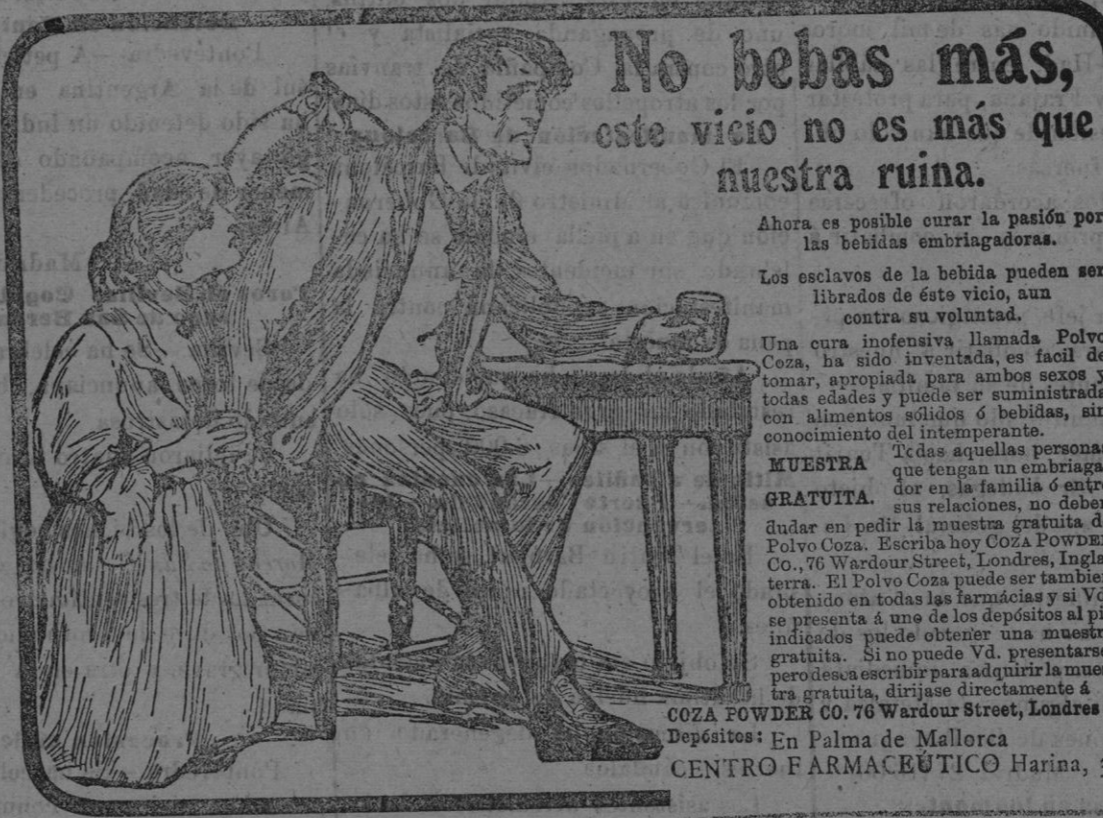 No bebas más,
este vicio no es más que
nuestra ruina.
Ahora es posible curar la pasión por
las bebidas embriagadoras.
Los esclavos de la bebida pueden ser
librados de éste vicio, aun
contra su voluntad.
Una cura inofensiva llamada Polvo
Coza, ha sido inventada, es facil de
tomar, apropiada para ambos sexos y
todas edades y puede ser suministrada
con alimentos sólidos ó bebidas, sin
conocimiento del intemperante.
MUESTRA
GRATUITA.
Todas aquellas personas
que tengan un embriaga-
dor en la familia ó entre
sus relaciones, no deben
dudar en pedir la muestra gratuita d
Polvo Coza. Escriba hoy COZA POWDER
Co., 76 Wardour Street, Londres, Ingla
terra. El Polvo Coza puede ser tambien
obtenido en todas las farmácias y si Vd
se presenta á uno de los depósitos al pi
indicados puede obtener una muestr
gratuita. Si no puede Vd. presentarse
pero desea escribir para adquirir la mues
tra gratuita, dirijase directamente á
COZA POWDER CO. 76 Wardour Street, Londres
Depósitos: En Palma de Mallorca
CENTRO FARMACEÚTICO Harina,